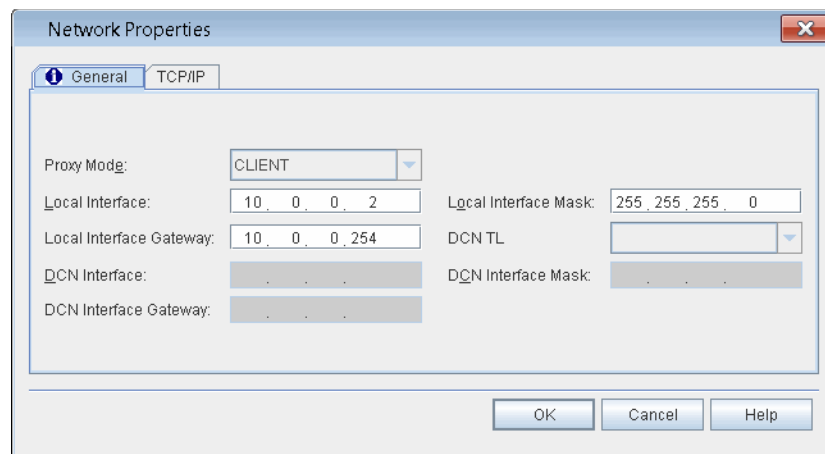 Network Properties
General TCP/IP
Proxy Mode: CLIENT
Local Interface: 10 . 0 . 0 . 2 Local Interface Mask: 255 . 255 . 255 . 0
Local Interface Gateway: 10 . 0 . 0 . 254 DCN TL
DCN Interface: . . . DCN Interface Mask: . . .
DCN Interface Gateway: . . .
OK Cancel Help